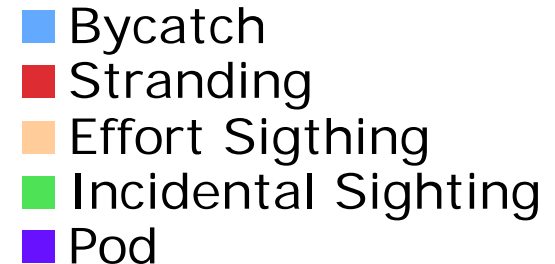 Bycatch
Stranding
Effort Sigthing
Incidental Sighting
Pod